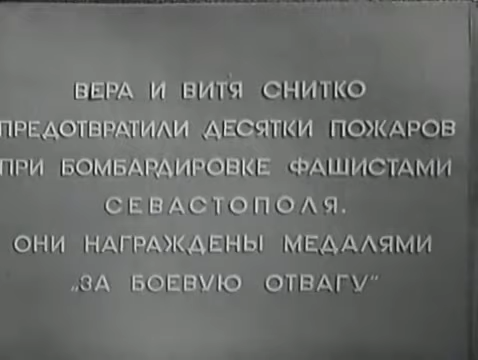 ВЕРА И ВИТЯ СНИТКО
ПРЕДОТВРАТИЛИ ДЕСЯТКИ ПОЖАРОВ
ПРИ БОМБАРДИРОВКЕ ФАШИСТАМИ
СЕВАСТОПОЛЯ.
ОНИ НАГРАЖДЕНЫ МЕДАЛЯМИ
„ЗА БОЕВУЮ ОТВАГУ"